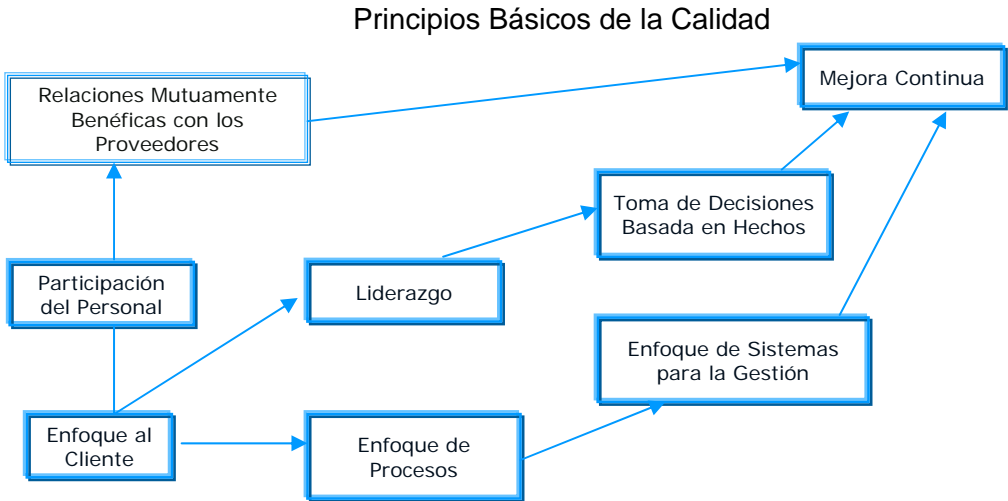 Principios Básicos de la Calidad
Relaciones Mutuamente
Benéficas con los
Proveedores
Mejora Continua
Toma de Decisiones
Basada en Hechos
Participación
del Personal
Liderazgo
Enfoque de Sistemas
para la Gestión
Enfoque al
Cliente
Enfoque de
Procesos